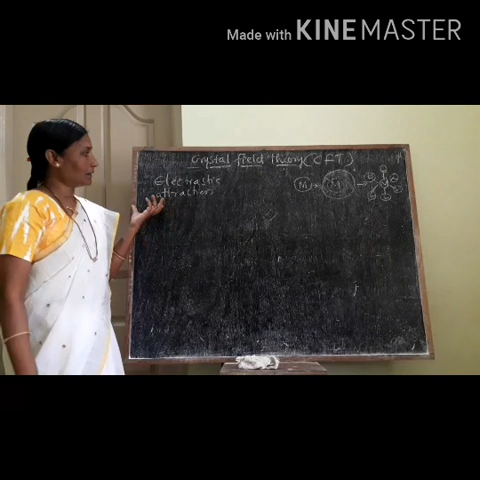 Made with KINEMASTER
Crystal field Theory (CFT)
Electrostatic
attractions
M
M
M